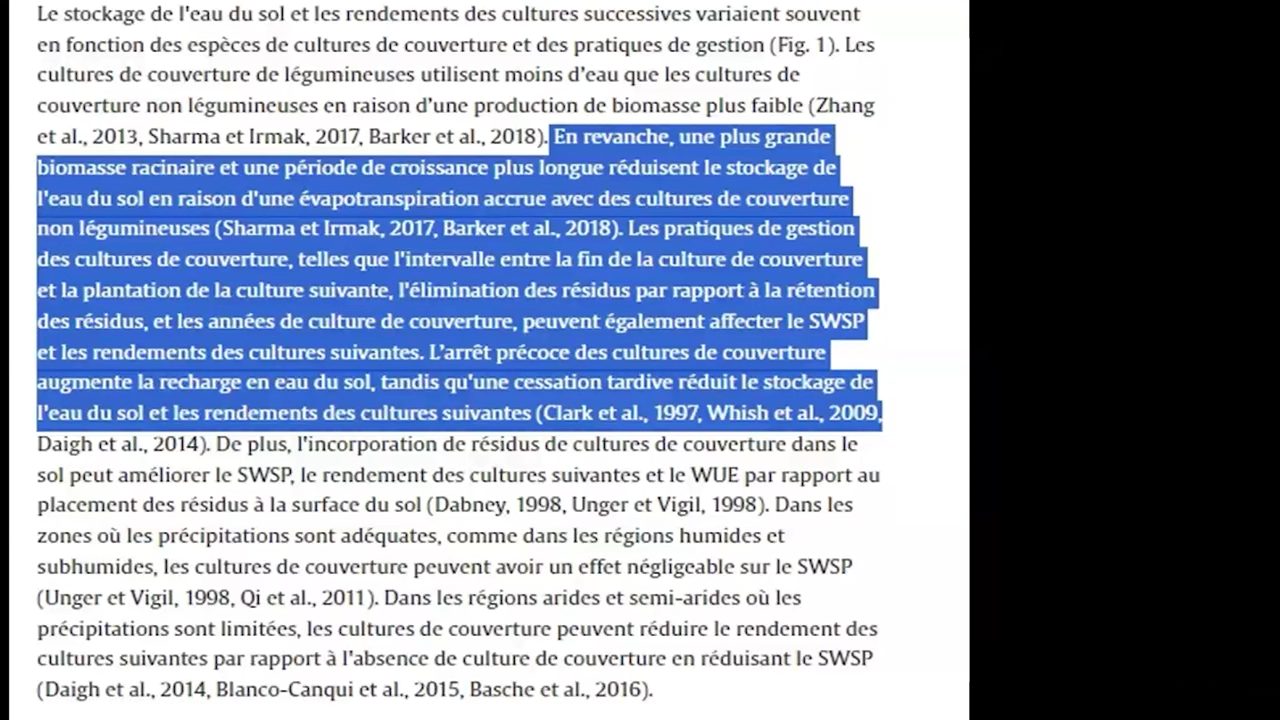 Le stockage de l'eau du sol et les rendements des cultures successives variaient souvent
en fonction des espèces de cultures de couverture et des pratiques de gestion (Fig. 1). Les
cultures de couverture de légumineuses utilisent moins d'eau que les cultures de
couverture non légumineuses en raison d'une production de biomasse plus faible (Zhang
et al., 2013, Sharma et Irmak, 2017, Barker et al., 2018). En revanche, une plus grande
biomasse racinaire et une période de croissance plus longue réduisent le stockage de
l'eau du sol en raison d'une évapotranspiration accrue avec des cultures de couverture
non légumineuses (Sharma et Irmak, 2017, Barker et al., 2018). Les pratiques de gestion
des cultures de couverture, telles que l'intervalle entre la fin de la culture de couverture
et la plantation de la culture suivante, l'élimination des résidus par rapport à la rétention
des résidus, et les années de culture de couverture, peuvent également affecter le SWSP
et les rendements des cultures suivantes. L'arrêt précoce des cultures de couverture
augmente la recharge en eau du sol, tandis qu'une cessation tardive réduit le stockage de
l'eau du sol et les rendements des cultures suivantes (Clark et al., 1997, Whish et al., 2009,
Daigh et al., 2014). De plus, l'incorporation de résidus de cultures de couverture dans le
sol peut améliorer le SWSP, le rendement des cultures suivantes et le WUE par rapport au
placement des résidus à la surface du sol (Dabney, 1998, Unger et Vigil, 1998). Dans les
zones où les précipitations sont adéquates, comme dans les régions humides et
subhumides, les cultures de couverture peuvent avoir un effet négligeable sur le SWSP
(Unger et Vigil, 1998, Qi et al., 2011). Dans les régions arides et semi-arides où les
précipitations sont limitées, les cultures de couverture peuvent réduire le rendement des
cultures suivantes par rapport à l'absence de culture de couverture en réduisant le SWSP
(Daigh et al., 2014, Blanco-Canqui et al., 2015, Basche et al., 2016).